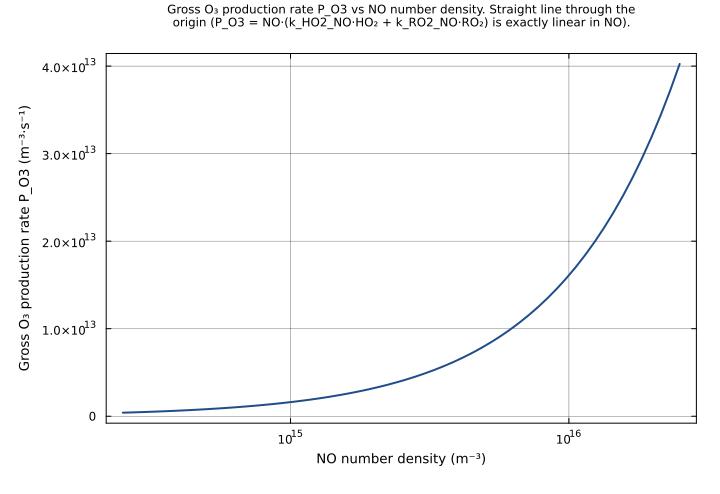 Gross O₃ production rate P_O3 vs NO number density. Straight line through the
origin (P_O3 = NO·(k_HO2_NO·HO₂ + k_RO2_NO·RO₂) is exactly linear in NO).
4.0×10¹³
3.0×10¹³
2.0×10¹³
1.0×10¹³
0
Gross O₃ production rate P_O3 (m⁻³·s⁻¹)
10¹⁵
10¹⁶
NO number density (m⁻³)